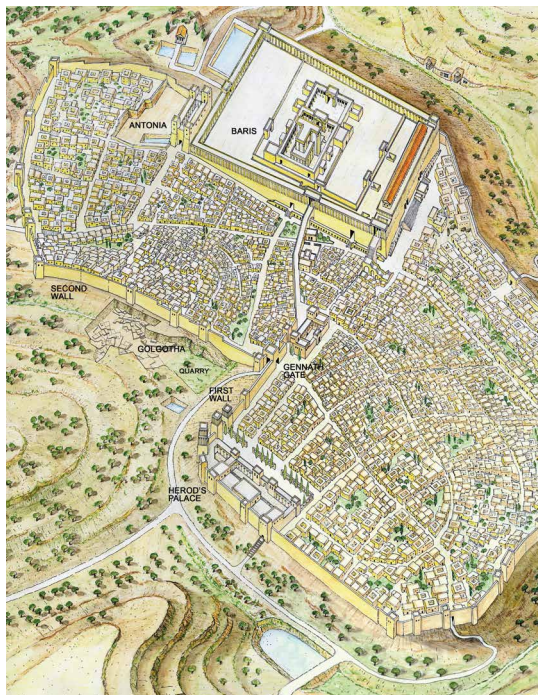 ANTONIA
BARIS
SECOND
WALL
GOLGOTHA
QUARRY
GENNATH
GATE
FIRST
WALL
HEROD'S
PALACE